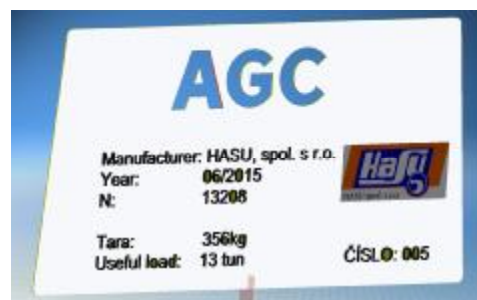 AGC
Manufacturer: HASU, spol. s r.o.
Year: 06/2015
N: 13208
HaSu
Tara: 356kg
Useful load: 13 tun
ČÍSLO: 005